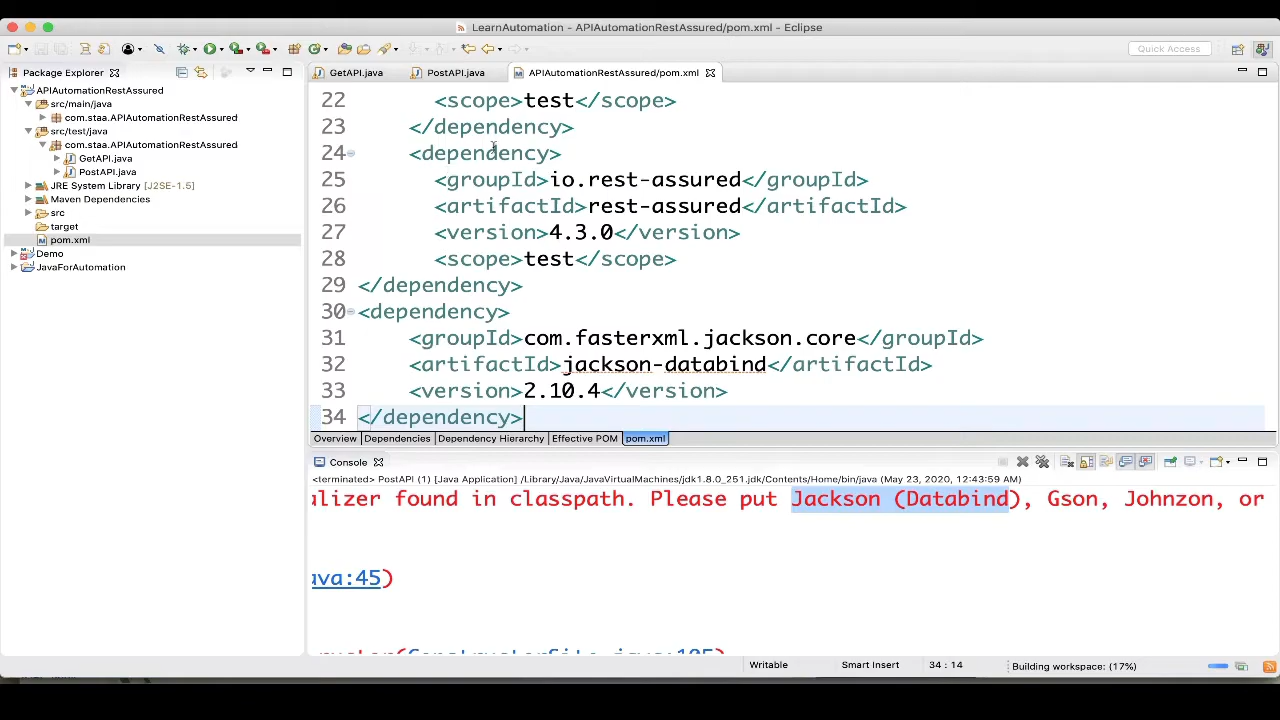 LearnAutomation - APIAutomationRestAssured/pom.xml - Eclipse
Quick Access
Package Explorer
GetAPI.java
PostAPI.java
APIAutomationRestAssured/pom.xml
APIAutomationRestAssured
src/main/java
com.staa.APIAutomationRestAssured
src/test/java
com.staa.APIAutomationRestAssured
GetAPI.java
PostAPI.java
JRE System Library [J2SE-1.5]
Maven Dependencies
src
target
pom.xml
Demo
JavaForAutomation
22 <scope>test</scope>
23 </dependency>
24 <dependency>
25 <groupId>io.rest-assured</groupId>
26 <artifactId>rest-assured</artifactId>
27 <version>4.3.0</version>
28 <scope>test</scope>
29 </dependency>
30 <dependency>
31 <groupId>com.fasterxml.jackson.core</groupId>
32 <artifactId>jackson-databind</artifactId>
33 <version>2.10.4</version>
34 </dependency>
Overview Dependencies Dependency Hierarchy Effective POM pom.xml
Console
<terminated> PostAPI (1) [Java Application] /Library/Java/JavaVirtualMachines/jdk1.8.0_251.jdk/Contents/Home/bin/java (May 23, 2020, 12:43:59 AM)
ulizer found in classpath. Please put Jackson (Databind), Gson, Johnzon, or
ava:45)
Writable Smart Insert 34 : 14 Building workspace: (17%)